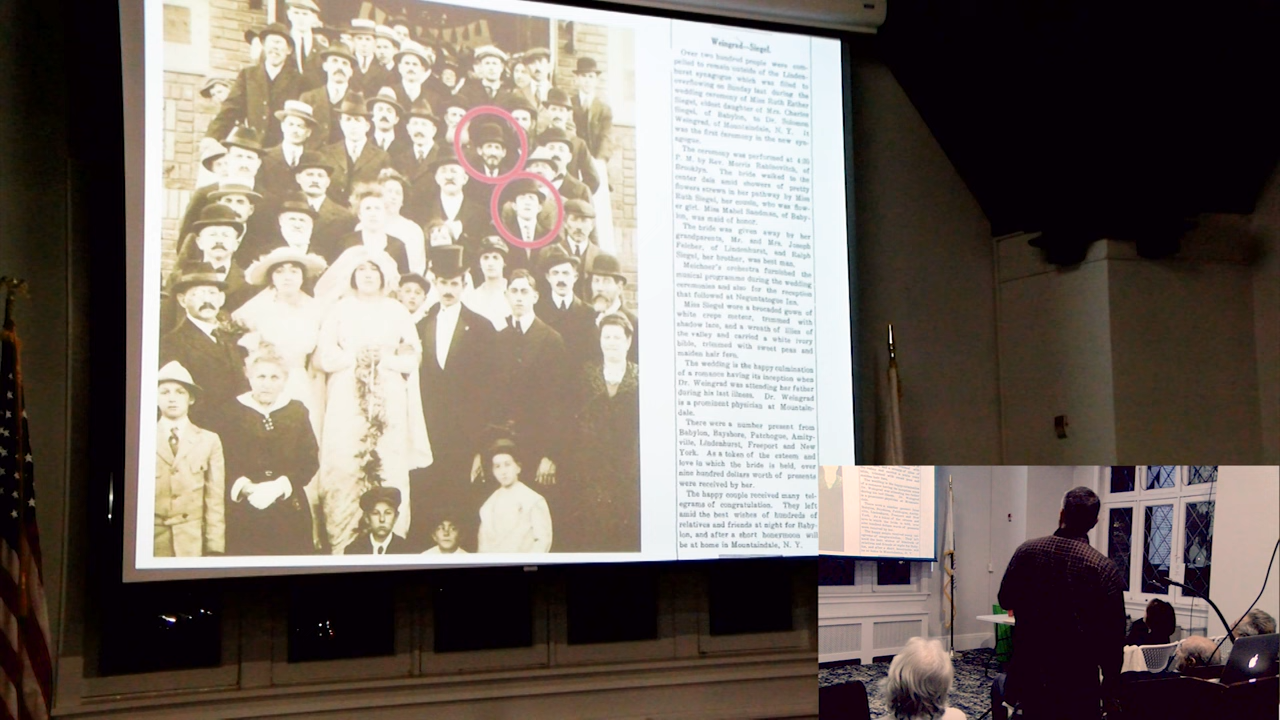 Weingrad—Siegel.
Over two hundred people were com-
pelled to remain outside of the Linden-
hurst synagogue which was filled to
overflowing on Sunday last during the
wedding ceremony of Miss Ruth Esther
Siegel, eldest daughter of Mrs. Charles
Siegel, of Babylon, to Dr. Solomon
Weingrad, of Mountaindale, N. Y. It
was the first ceremony in the new syn-
agogue.
The ceremony was performed at 4:30
P. M. by Rev. Morris Rabinovitch, of
Brooklyn. The bride walked to the
center dais amid showers of pretty
flowers strewn in her pathway by Miss
Ruth Siegel, her cousin, who was flow-
er girl. Miss Mabel Sandman, of Baby-
lon, was maid of honor.
The bride was given away by her
grandparents, Mr. and Mrs. Joseph
Feicher, of Lindenhurst, and Ralph
Siegel, her brother, was best man.
orchestra furnished the
musical programme during the wedding
ceremonies and also for the reception
that followed at Neguntatogue Inn.
Miss Siegel wore a brocaded gown of
white crepe meteor, trimmed with
shadow lace, and a wreath of lilies of
the valley and carried a white ivory
bible, trimmed with sweet peas and
maiden hair fern.
The wedding is the happy culmination
of a romance having its inception when
Dr. Weingrad was attending her father
during his last illness. Dr. Weingrad
is a prominent physician at Mountain-
dale.
There were a number present from
Babylon, Bayshore, Patchogue, Amity-
ville, Lindenhurst, Freeport and New
York. As a token of the esteem and
love in which the bride is held, over
nine hundred dollars worth of presents
were received by her.
The happy couple received many tel-
egrams of congratulation. They left
amid the best wishes of hundreds of
relatives and friends at night for Baby-
lon, and after a short honeymoon will
be at home in Mountaindale, N. Y.